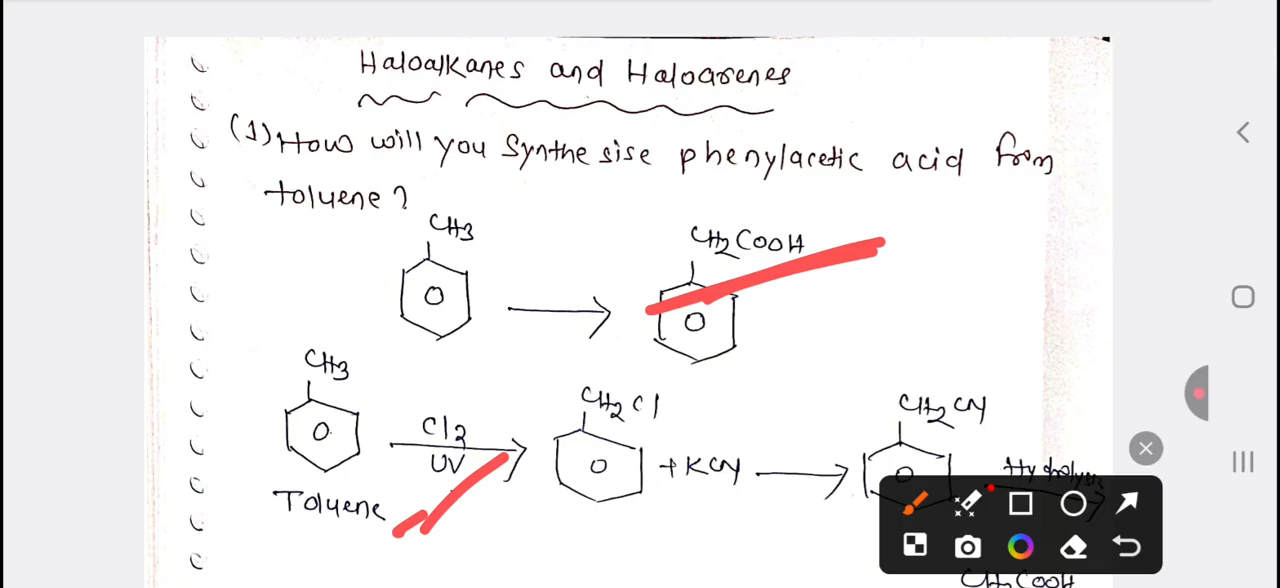 Haloalkanes and Haloarenes
(1) How will you Synthesise phenylacetic acid from
toluene?
CH3
CH2COOH
CH3
Cl2
UV
CH2Cl
+ KCN
CH2CN
Hydrolysis
Toluene
CH2COOH